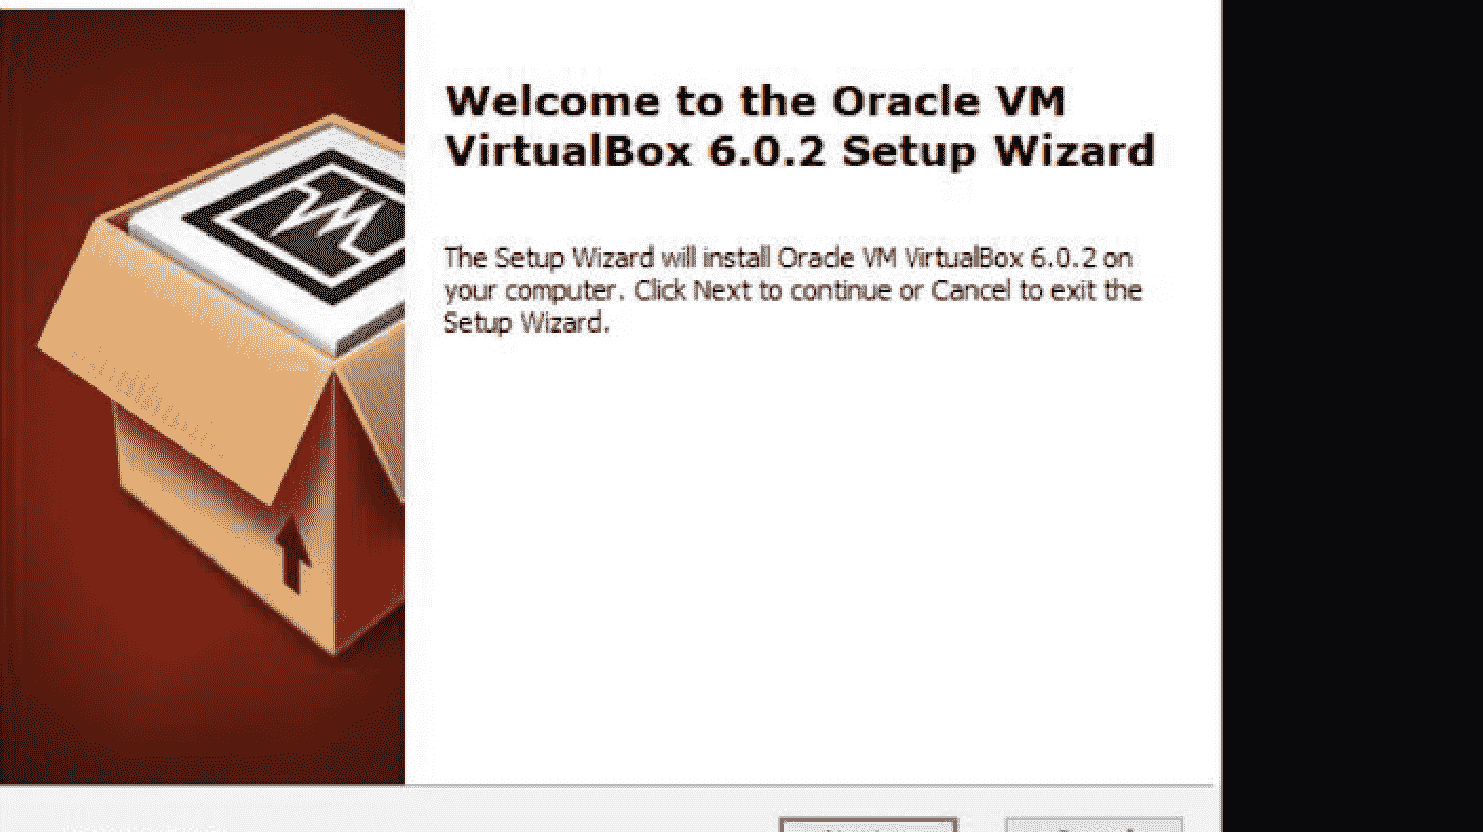 Welcome to the Oracle VM
VirtualBox 6.0.2 Setup Wizard
The Setup Wizard will install Oracle VM VirtualBox 6.0.2 on
your computer. Click Next to continue or Cancel to exit the
Setup Wizard.